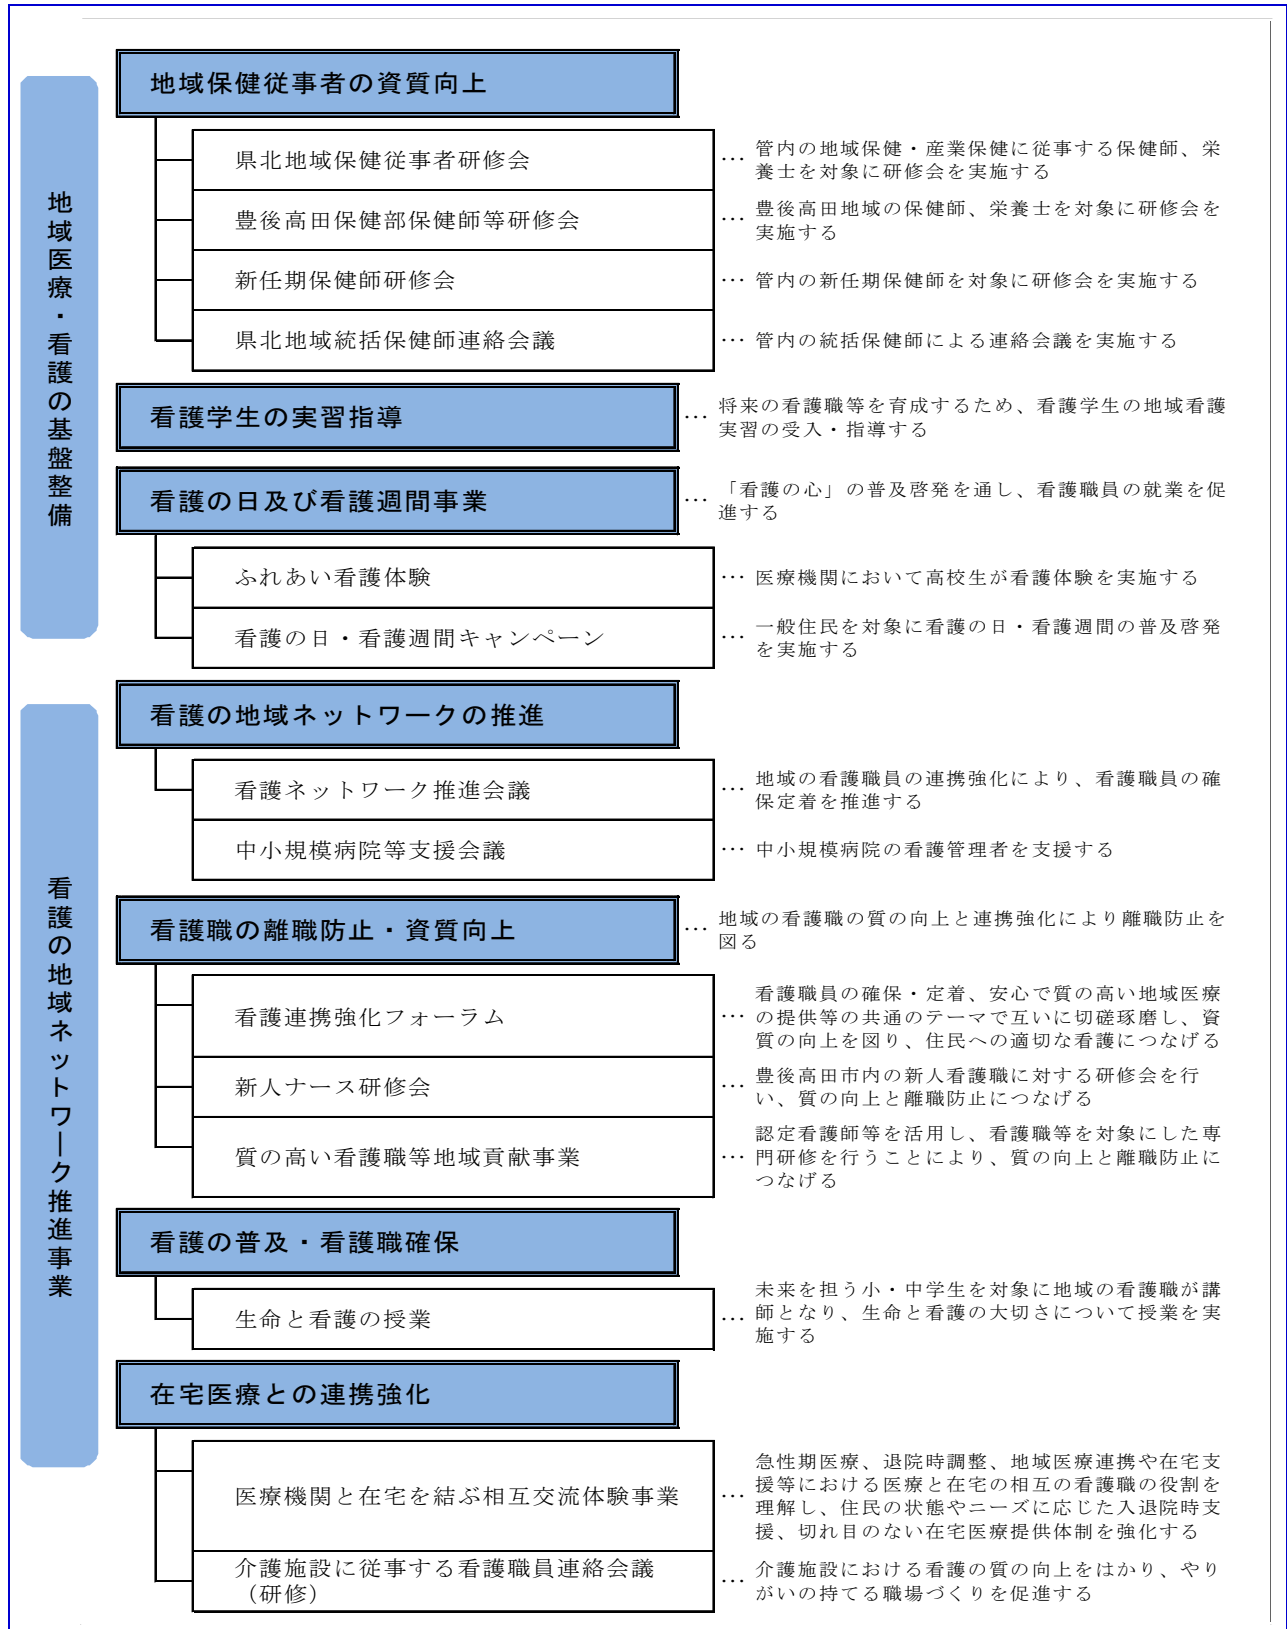 地域医療・看護の基盤整備
地域保健従事者の資質向上
県北地域保健従事者研修会
… 管内の地域保健・産業保健に従事する保健師、栄
養士を対象に研修会を実施する
豊後高田保健部保健師等研修会
… 豊後高田地域の保健師、栄養士を対象に研修会を
実施する
新任期保健師研修会
… 管内の新任期保健師を対象に研修会を実施する
県北地域統括保健師連絡会議
… 管内の統括保健師による連絡会議を実施する
看護学生の実習指導
… 将来の看護職等を育成するため、看護学生の地域看護
実習の受入・指導する
看護の日及び看護週間事業
… 「看護の心」の普及啓発を通し、看護職員の就業を促
進する
ふれあい看護体験
… 医療機関において高校生が看護体験を実施する
看護の日・看護週間キャンペーン
… 一般住民を対象に看護の日・看護週間の普及啓発
を実施する
看護の地域ネットワーク推進事業
看護の地域ネットワークの推進
看護ネットワーク推進会議
… 地域の看護職員の連携強化により、看護職員の確
保定着を推進する
中小規模病院等支援会議
… 中小規模病院の看護管理者を支援する
看護職の離職防止・資質向上
… 地域の看護職の質の向上と連携強化により離職防止を
図る
看護連携強化フォーラム
看護職員の確保・定着、安心で質の高い地域医療
… の提供等の共通のテーマで互いに切磋琢磨し、資
質の向上を図り、住民への適切な看護につなげる
新人ナース研修会
… 豊後高田市内の新人看護職に対する研修会を行
い、質の向上と離職防止につなげる
質の高い看護職等地域貢献事業
認定看護師等を活用し、看護職等を対象にした専
… 門研修を行うことにより、質の向上と離職防止に
つなげる
看護の普及・看護職確保
生命と看護の授業
未来を担う小・中学生を対象に地域の看護職が講
… 師となり、生命と看護の大切さについて授業を実
施する
在宅医療との連携強化
医療機関と在宅を結ぶ相互交流体験事業
急性期医療、退院時調整、地域医療連携や在宅支
援等における医療と在宅の相互の看護職の役割を
… 理解し、住民の状態やニーズに応じた入退院時支
援、切れ目のない在宅医療提供体制を強化する
介護施設に従事する看護職員連絡会議
（研修）
… 介護施設における看護の質の向上をはかり、やり
がいの持てる職場づくりを促進する